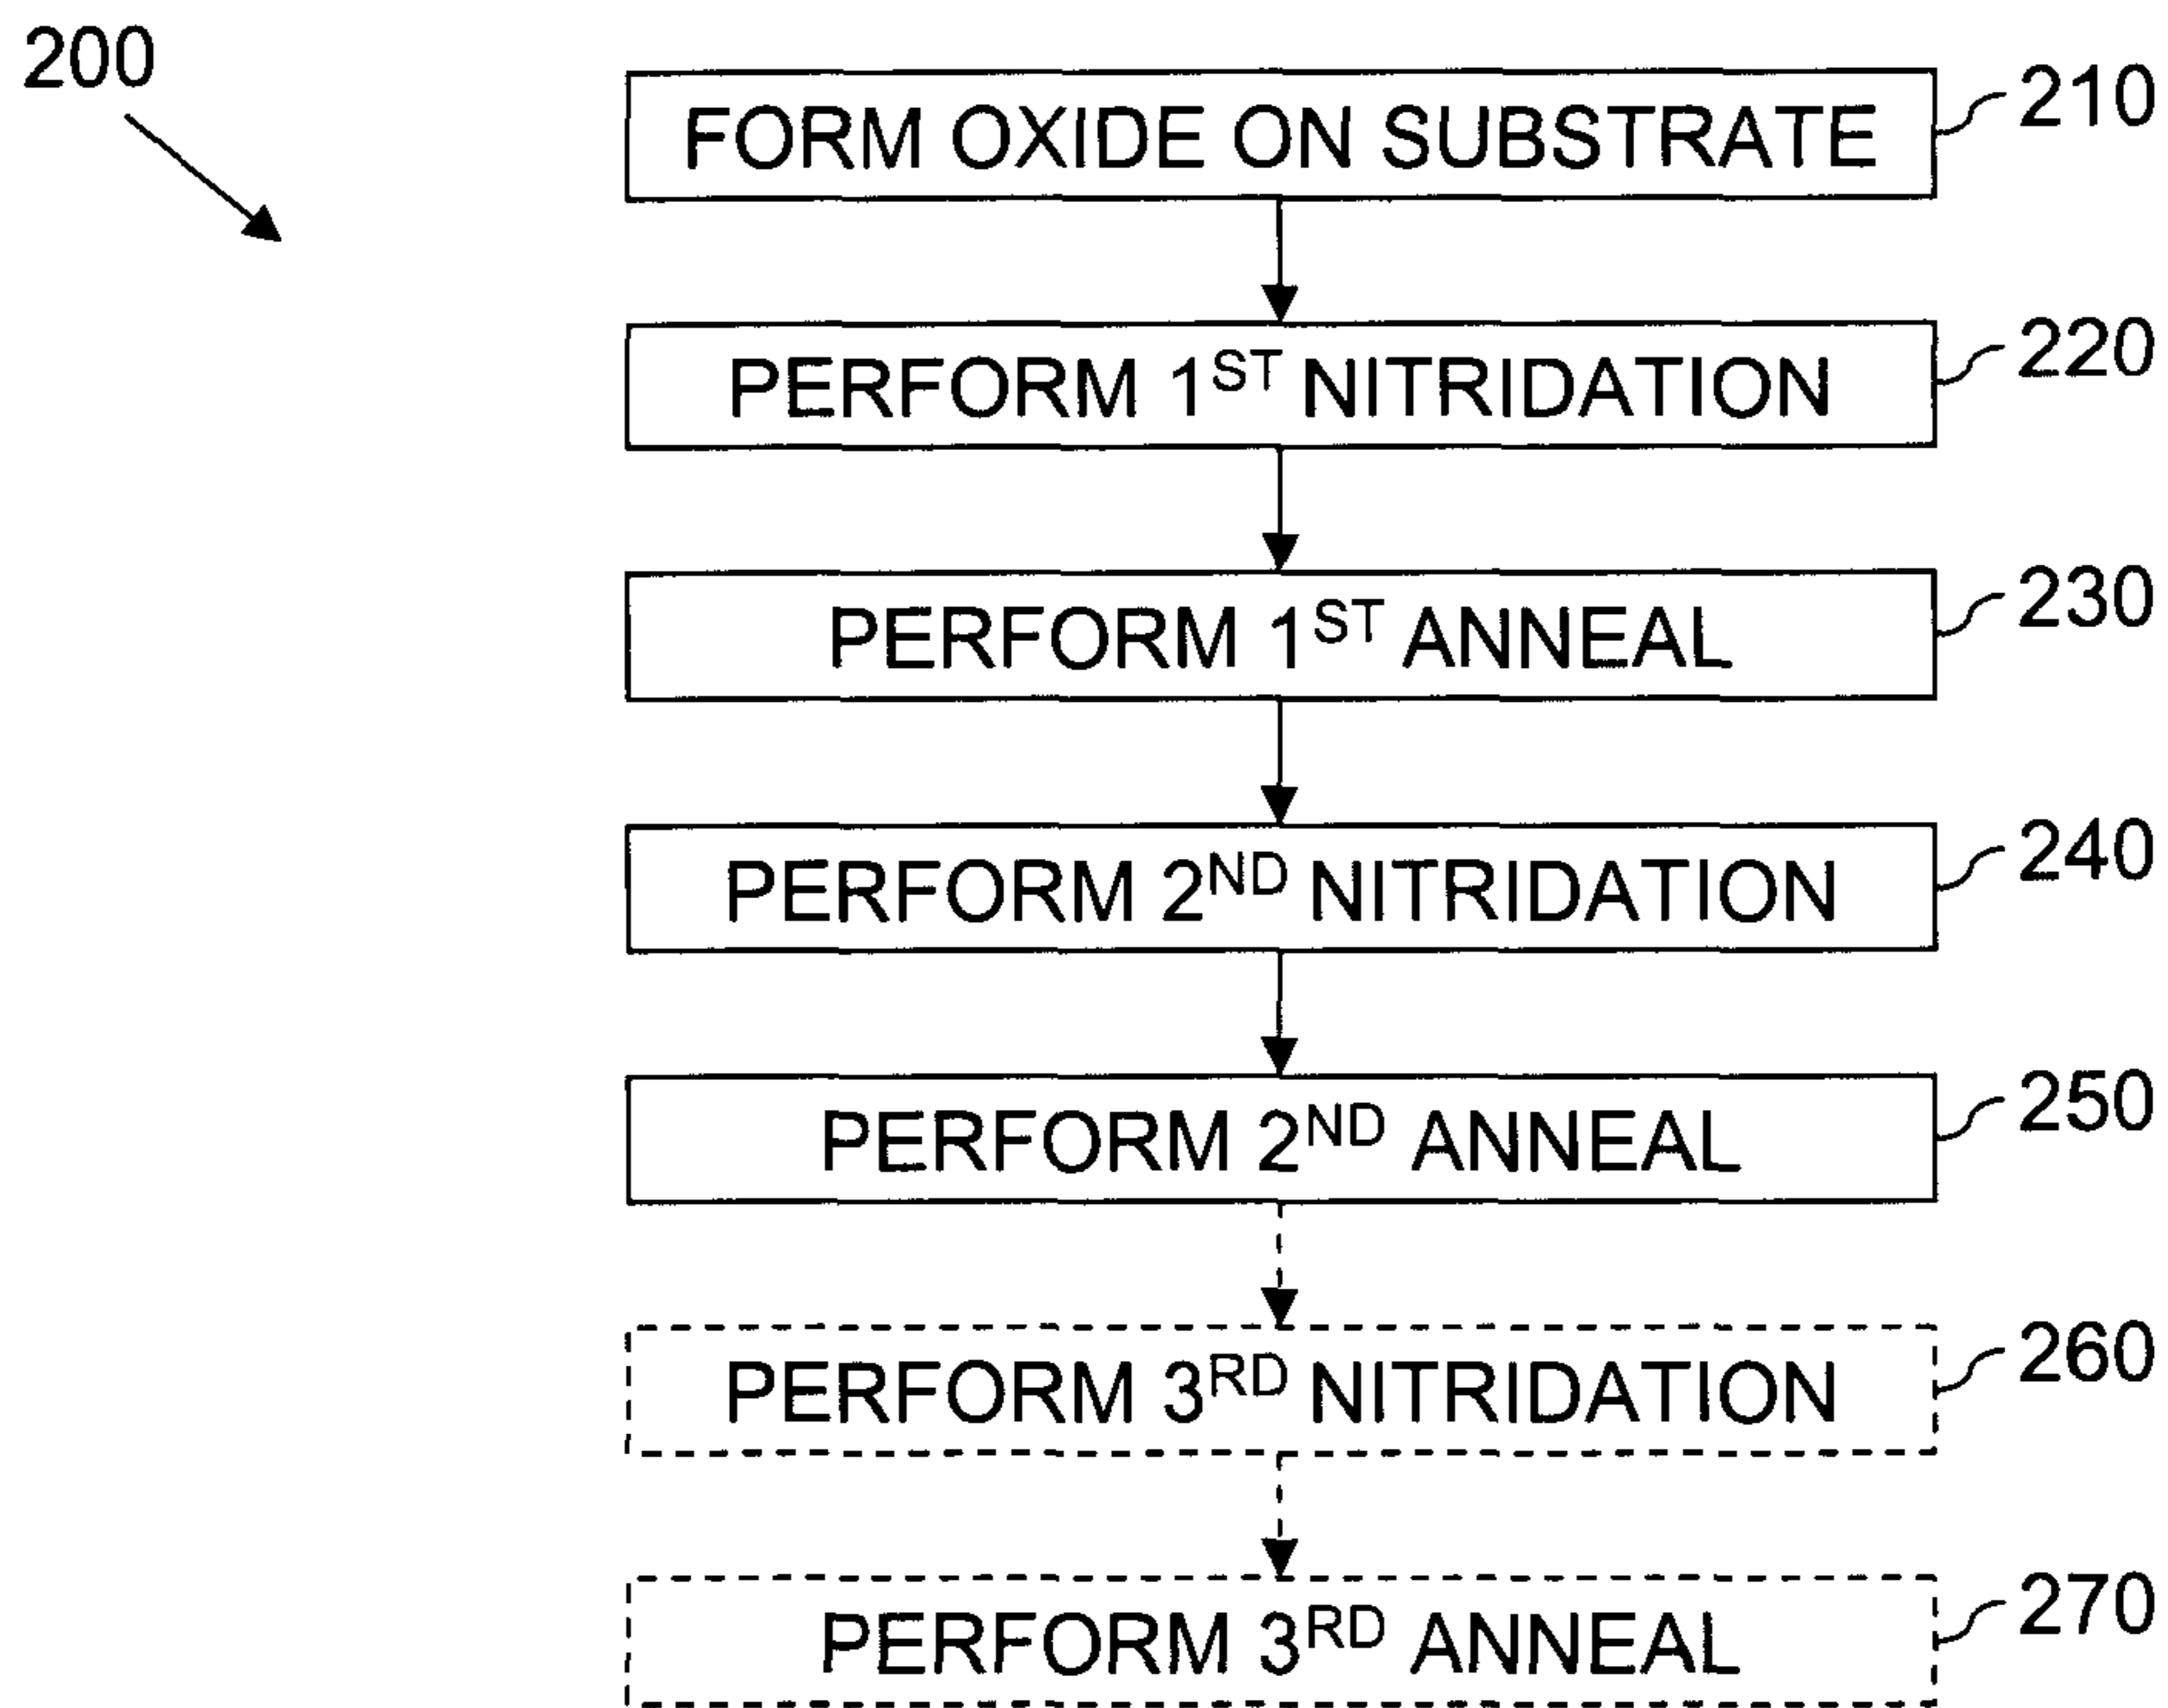 200
FORM OXIDE ON SUBSTRATE 210
PERFORM 1ST NITRIDATION 220
PERFORM 1ST ANNEAL 230
PERFORM 2ND NITRIDATION 240
PERFORM 2ND ANNEAL 250
PERFORM 3RD NITRIDATION 260
PERFORM 3RD ANNEAL 270